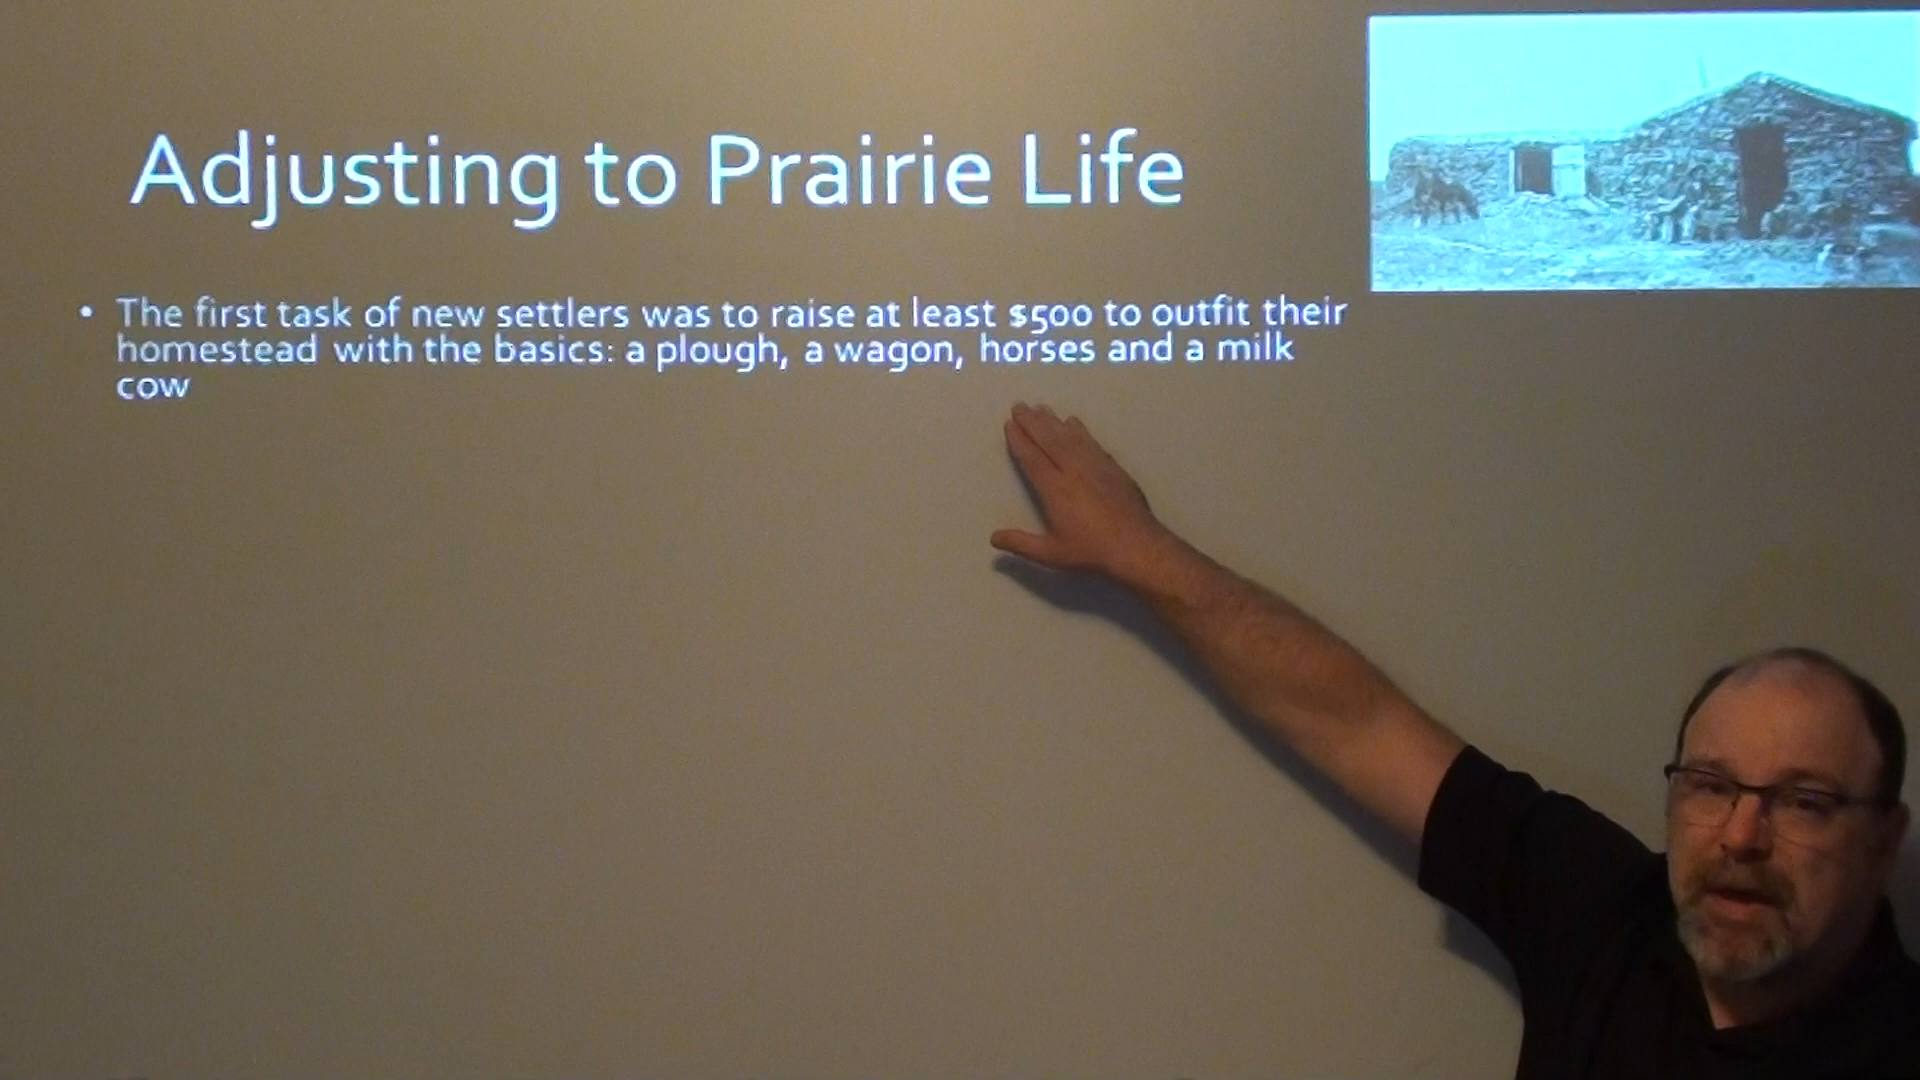 Adjusting to Prairie Life
• The first task of new settlers was to raise at least $500 to outfit their
homestead with the basics: a plough, a wagon, horses and a milk
cow